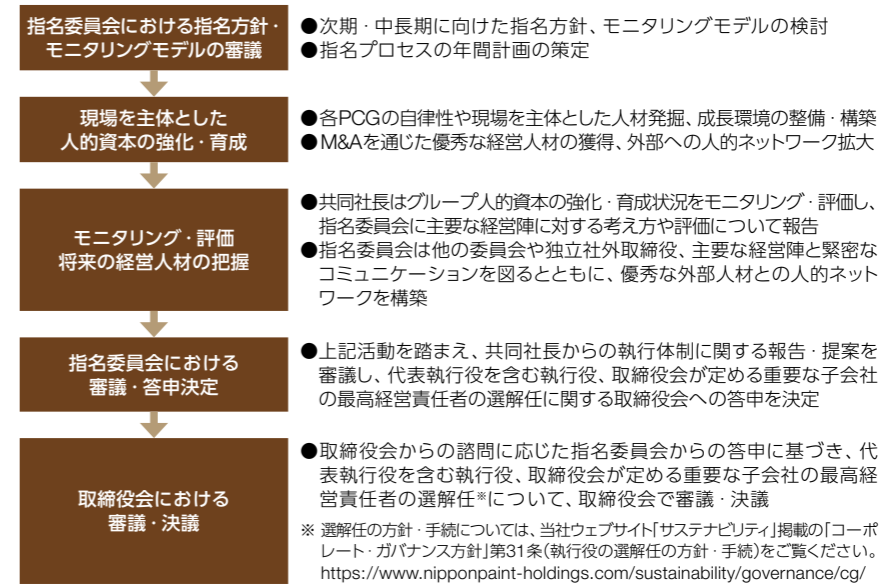 指名委員会における指名方針・
モニタリングモデルの審議
●次期・中長期に向けた指名方針、モニタリングモデルの検討
●指名プロセスの年間計画の策定
現場を主体とした
人的資本の強化・育成
●各PCGの自律性や現場を主体とした人材発掘、成長環境の整備・構築
●M&Aを通じた優秀な経営人材の獲得、外部への人的ネットワーク拡大
モニタリング・評価
将来の経営人材の把握
●共同社長はグループ人的資本の強化・育成状況をモニタリング・評価し、
指名委員会に主要な経営陣に対する考え方や評価について報告
●指名委員会は他の委員会や独立社外取締役、主要な経営陣と緊密な
コミュニケーションを図るとともに、優秀な外部人材との人的ネット
ワークを構築
指名委員会における
審議・答申決定
●上記活動を踏まえ、共同社長からの執行体制に関する報告・提案を
審議し、代表執行役を含む執行役、取締役会が定める重要な子会社
の最高経営責任者の選解任に関する取締役会への答申を決定
取締役会における
審議・決議
●取締役会からの諮問に応じた指名委員会からの答申に基づき、代
表執行役を含む執行役、取締役会が定める重要な子会社の最高経
営責任者の選解任※について、取締役会で審議・決議
※ 選解任の方針・手続については、当社ウェブサイト「サステナビリティ」掲載の「コーポ
レート・ガバナンス方針」第31条（執行役の選解任の方針・手続）をご覧ください。
https://www.nipponpaint-holdings.com/sustainability/governance/cg/